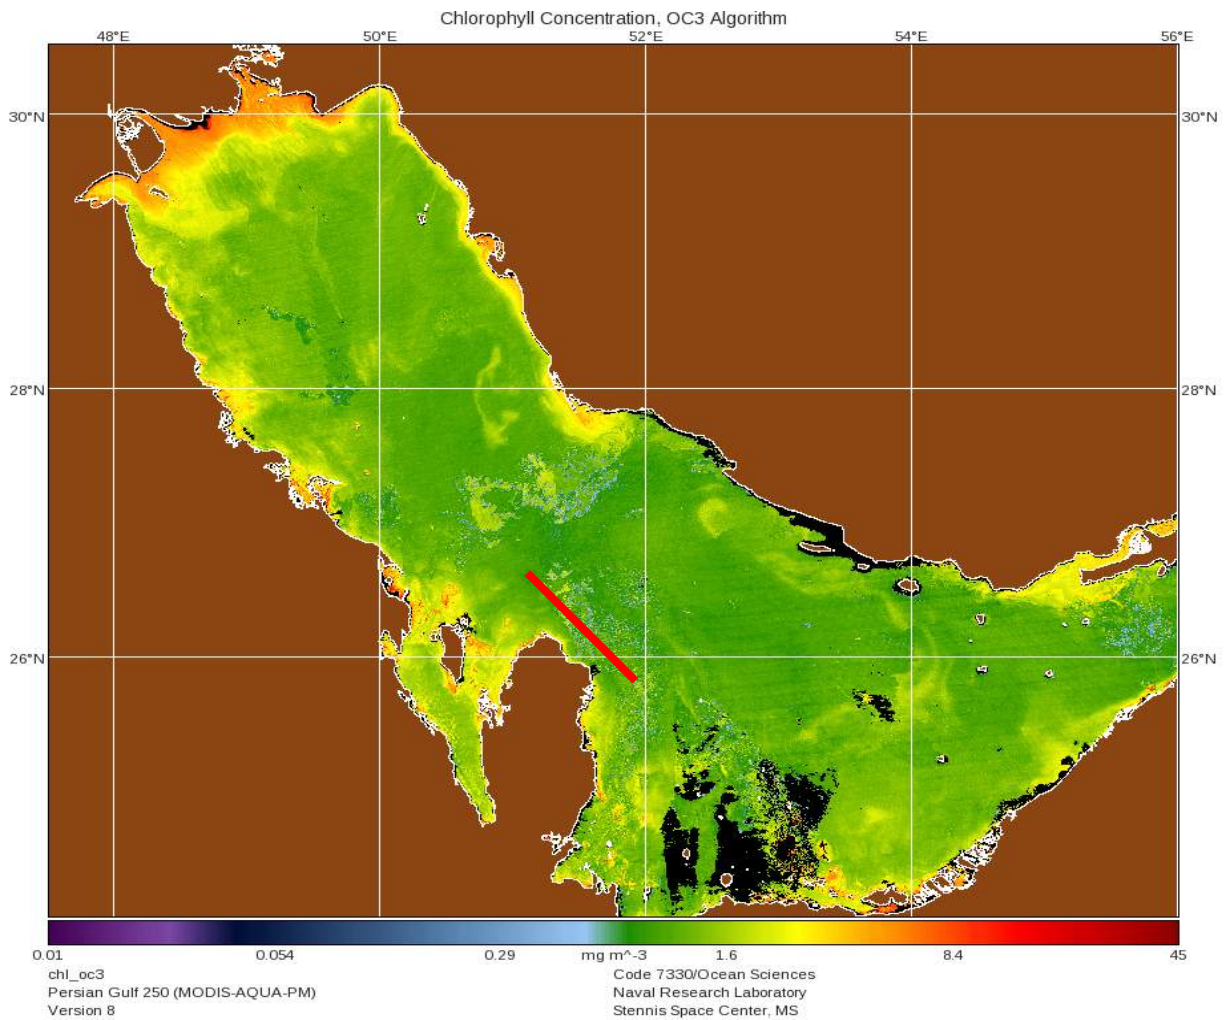 Chlorophyll Concentration, OC3 Algorithm
48°E 50°E 52°E 54°E 56°E
30°N 30°N
28°N 28°N
26°N 26°N
0.01 0.054 0.29 mg m^-3 1.6 8.4 45
chl_oc3
Persian Gulf 250 (MODIS-AQUA-PM)
Version 8
Code 7330/Ocean Sciences
Naval Research Laboratory
Stennis Space Center, MS